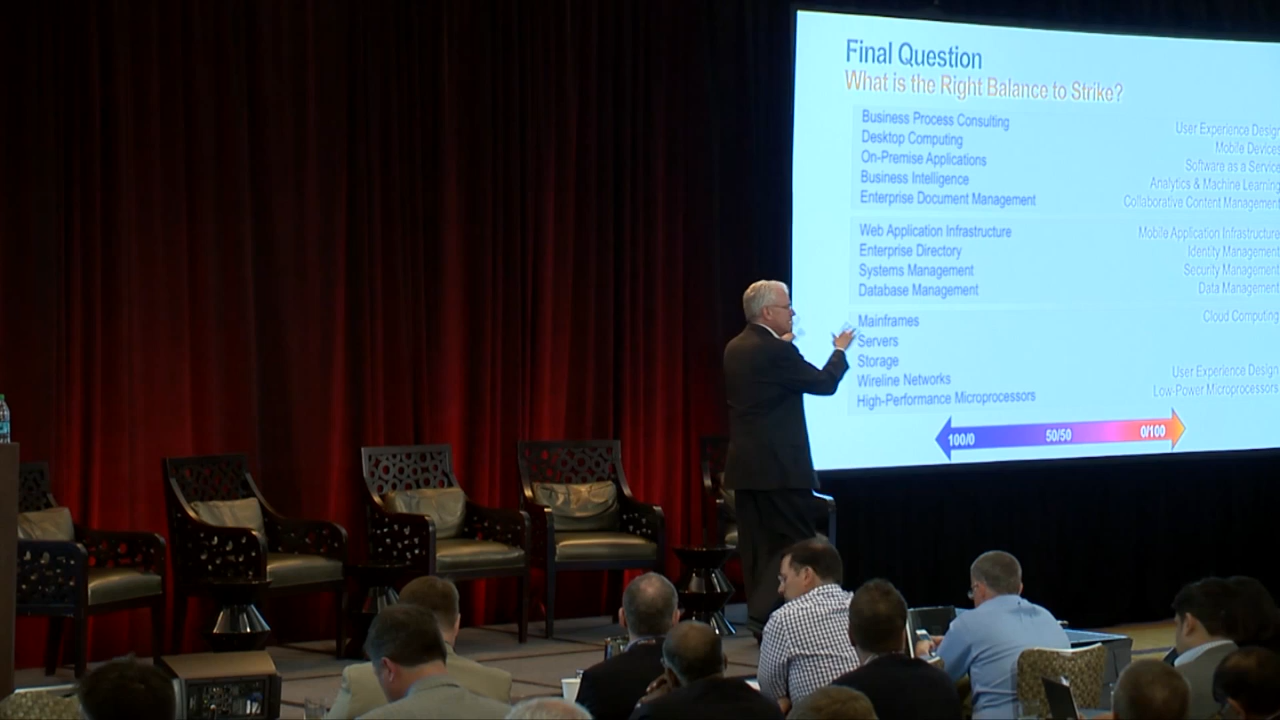 Final Question
What is the Right Balance to Strike?
Business Process Consulting
Desktop Computing
On-Premise Applications
Business Intelligence
Enterprise Document Management
User Experience Design
Mobile Devices
Software as a Service
Analytics & Machine Learning
Collaborative Content Management
Web Application Infrastructure
Enterprise Directory
Systems Management
Database Management
Mobile Application Infrastructure
Identity Management
Security Management
Data Management
Mainframes
Servers
Storage
Wireline Networks
High-Performance Microprocessors
Cloud Computing
User Experience Design
Low-Power Microprocessors
100/0 50/50 0/100